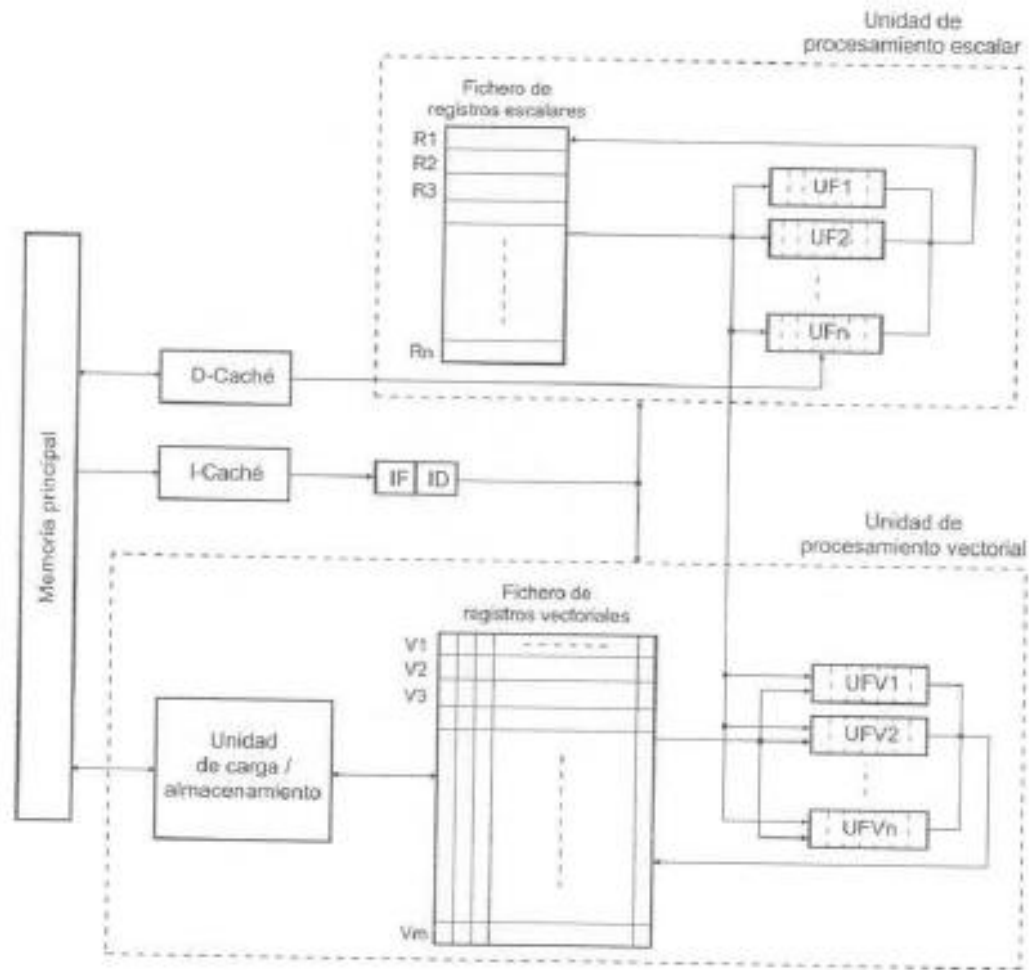 Unidad de
procesamiento escalar
Fichero de
registros escalares
R1
R2
R3
Rn
UF1
UF2
UFn
Memoria principal
D-Caché
I-Caché
IF ID
Unidad de
procesamiento vectorial
Fichero de
registros vectoriales
V1
V2
V3
Vm
Unidad
de carga /
almacenamiento
UFV1
UFV2
UFVn